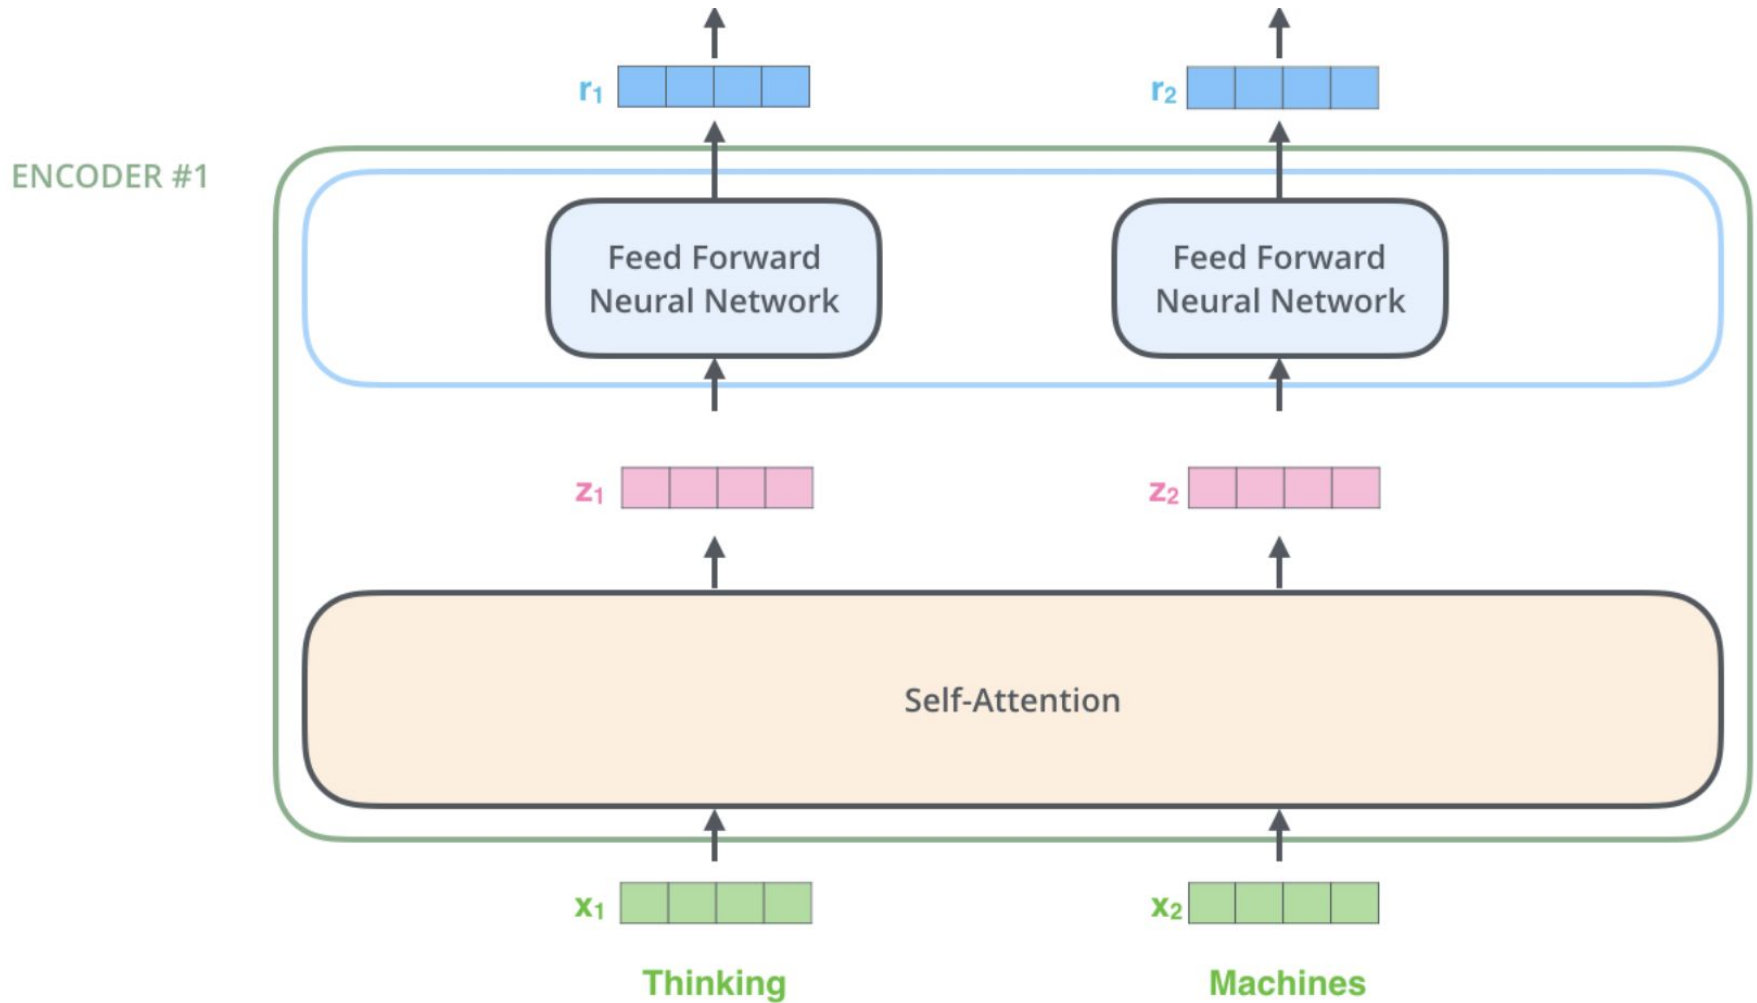 r₁
r₂
ENCODER #1
Feed Forward
Neural Network
Feed Forward
Neural Network
z₁
z₂
Self-Attention
x₁
x₂
Thinking
Machines